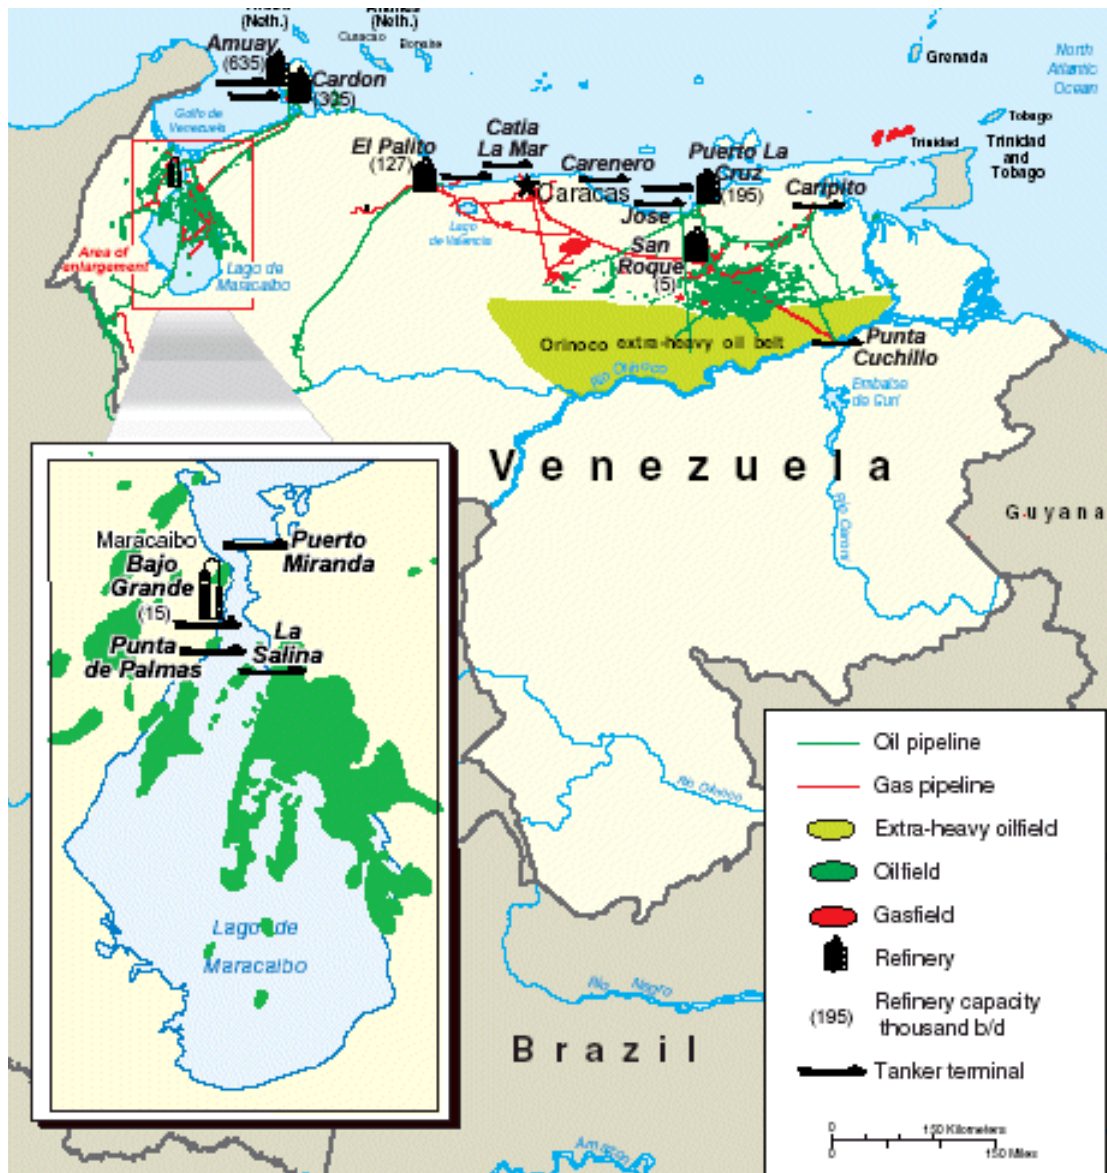 (Neth.)
(Neth.)
Curacao
Bonaire
Amuay
(635)
Cardon
(305)
Golfo de
Venezuela
Grenada
North
Atlantic
Ocean
Tobago
Trinidad
Trinidad
and
Tobago
El Palito
(127)
Catia
La Mar
Caracas
Carenero
Puerto La
Cruz
(195)
Caripito
Jose
San
Roque
(5)
Lago
de Valencia
Area of
enlargement
Lago de
Maracaibo
Orinoco extra-heavy oil belt
Rio Orinoco
Punta
Cuchillo
Embalse
de Guri
Rio Caroni
Venezuela
Guyana
Rio Orinoco
Rio Negro
Brazil
Amazon
Maracaibo
Bajo
Grande
(15)
Puerto
Miranda
Punta
de Palmas
La
Salina
Lago de
Maracaibo
Oil pipeline
Gas pipeline
Extra-heavy oilfield
Oilfield
Gasfield
Refinery
(195) Refinery capacity
thousand b/d
Tanker terminal
0 150 Kilometers
0 150 Miles